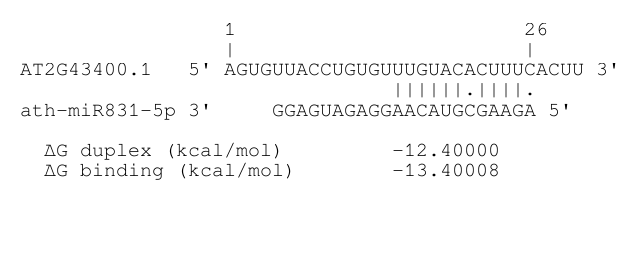 1 26
| |
AT2G43400.1 5' AGUGUUACCUGUGUUUGUACACUUUCACUU 3'
||||||.||||.
ath-miR831-5p 3' GGAGUAGAGGAACAUGCGAAGA 5'
ΔG duplex (kcal/mol) -12.40000
ΔG binding (kcal/mol) -13.40008